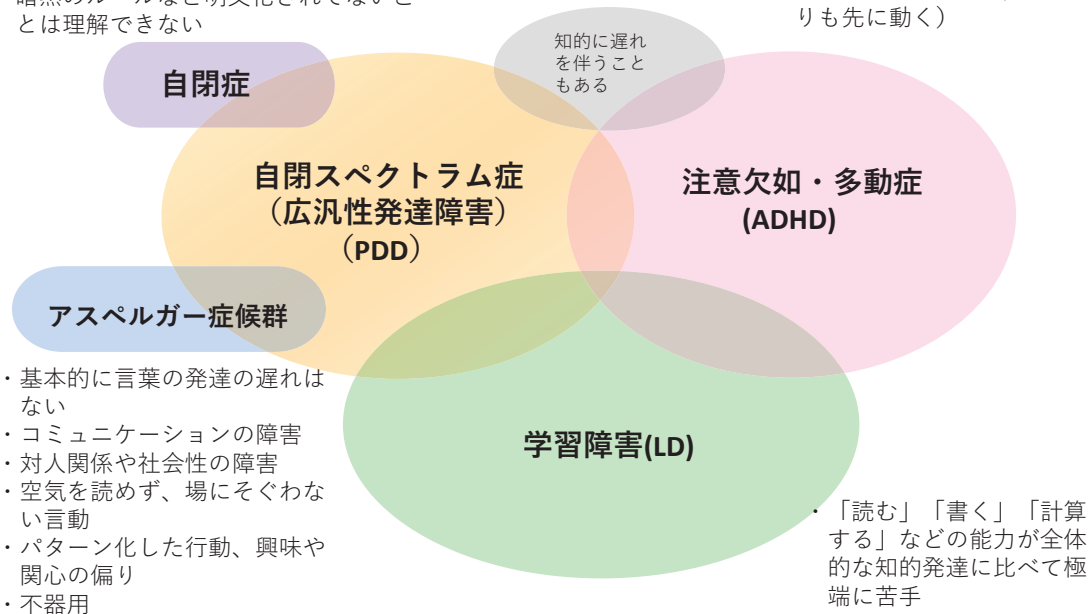 とは理解できない
りも先に動く）
知的に遅れ
を伴うこと
もある
自閉症
自閉スペクトラム症
（広汎性発達障害）
（PDD）
注意欠如・多動症
(ADHD)
アスペルガー症候群
・基本的に言葉の発達の遅れは
ない
・コミュニケーションの障害
・対人関係や社会性の障害
・空気を読めず、場にそぐわな
い言動
・パターン化した行動、興味や
関心の偏り
・不器用
学習障害(LD)
・「読む」「書く」「計算
する」などの能力が全体
的な知的発達に比べて極
端に苦手